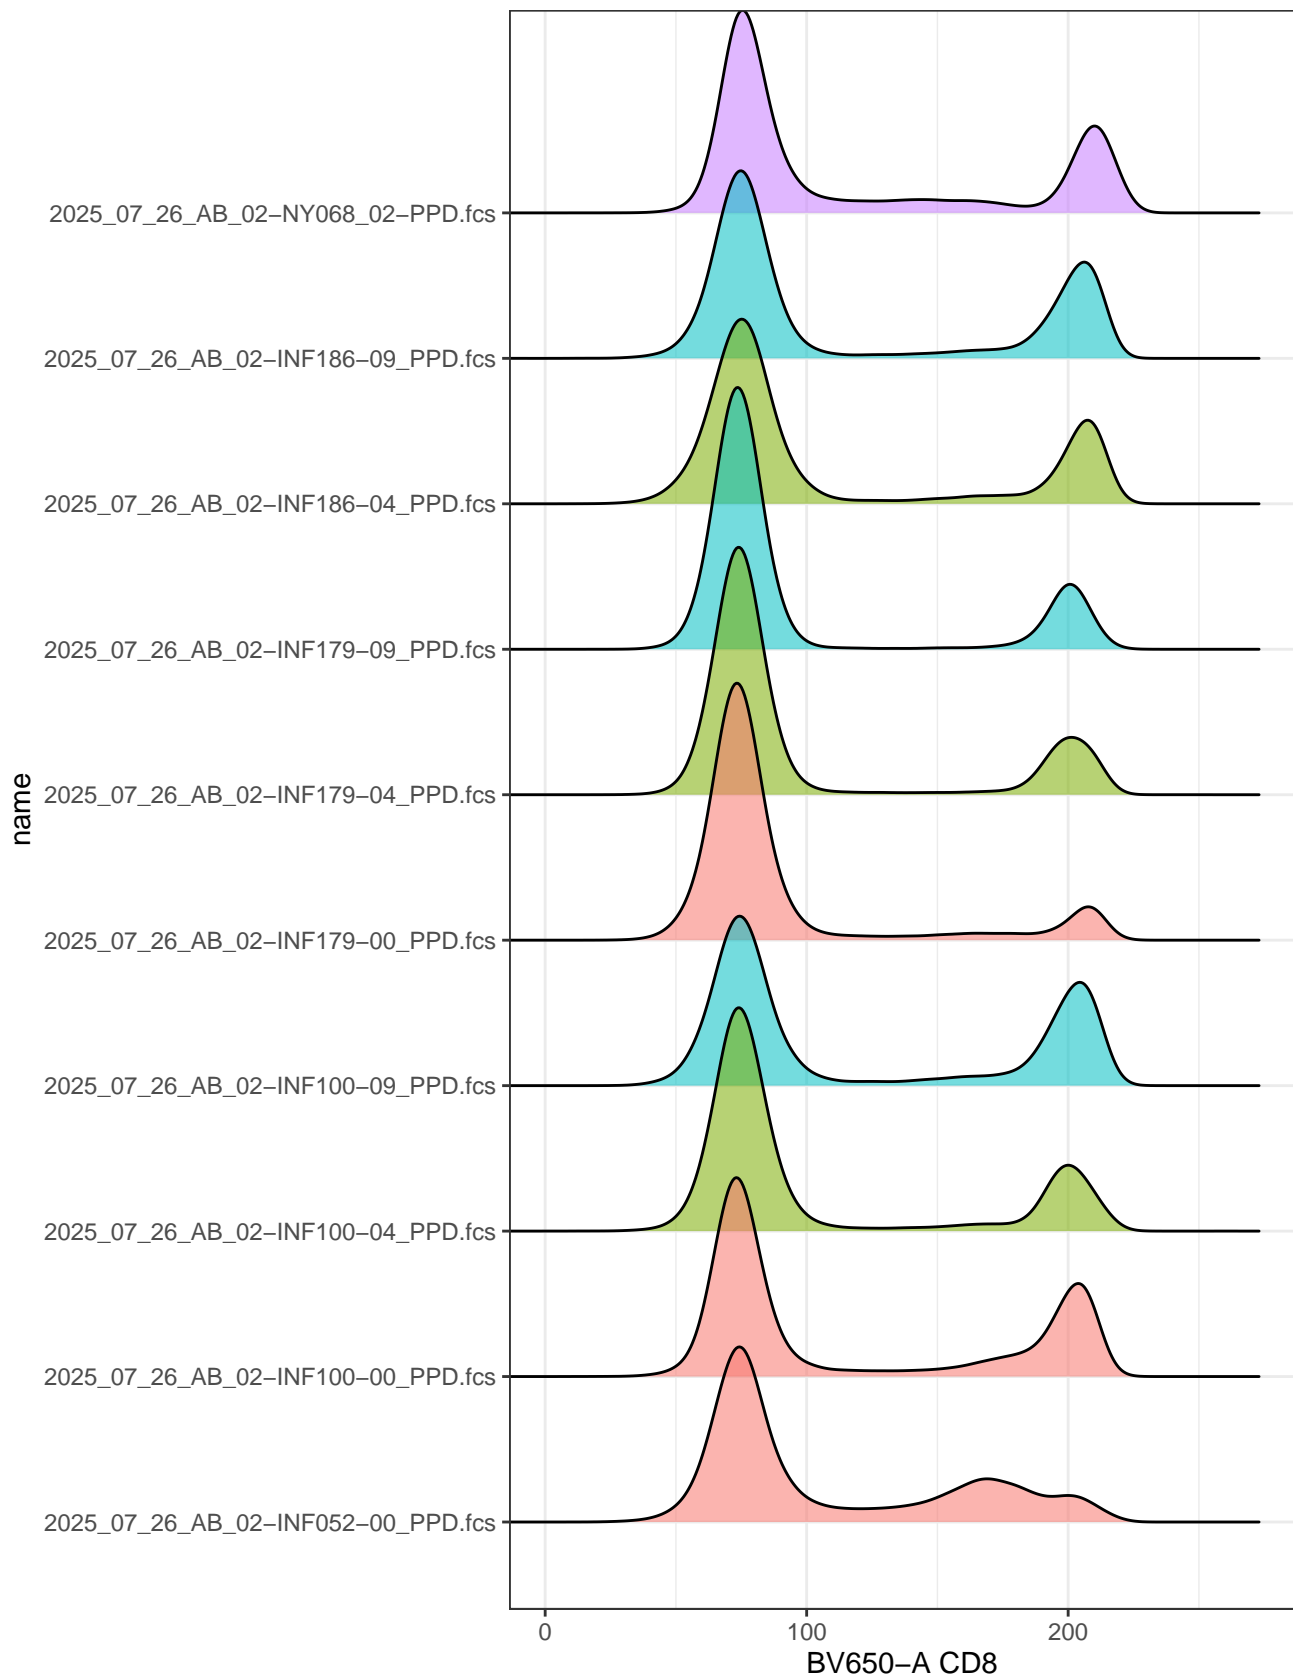 2025_07_26_AB_02−NY068_02−PPD.fcs
2025_07_26_AB_02−INF186−09_PPD.fcs
2025_07_26_AB_02−INF186−04_PPD.fcs
2025_07_26_AB_02−INF179−09_PPD.fcs
2025_07_26_AB_02−INF179−04_PPD.fcs
2025_07_26_AB_02−INF179−00_PPD.fcs
2025_07_26_AB_02−INF100−09_PPD.fcs
2025_07_26_AB_02−INF100−04_PPD.fcs
2025_07_26_AB_02−INF100−00_PPD.fcs
2025_07_26_AB_02−INF052−00_PPD.fcs
name
0 100 200
BV650−A CD8